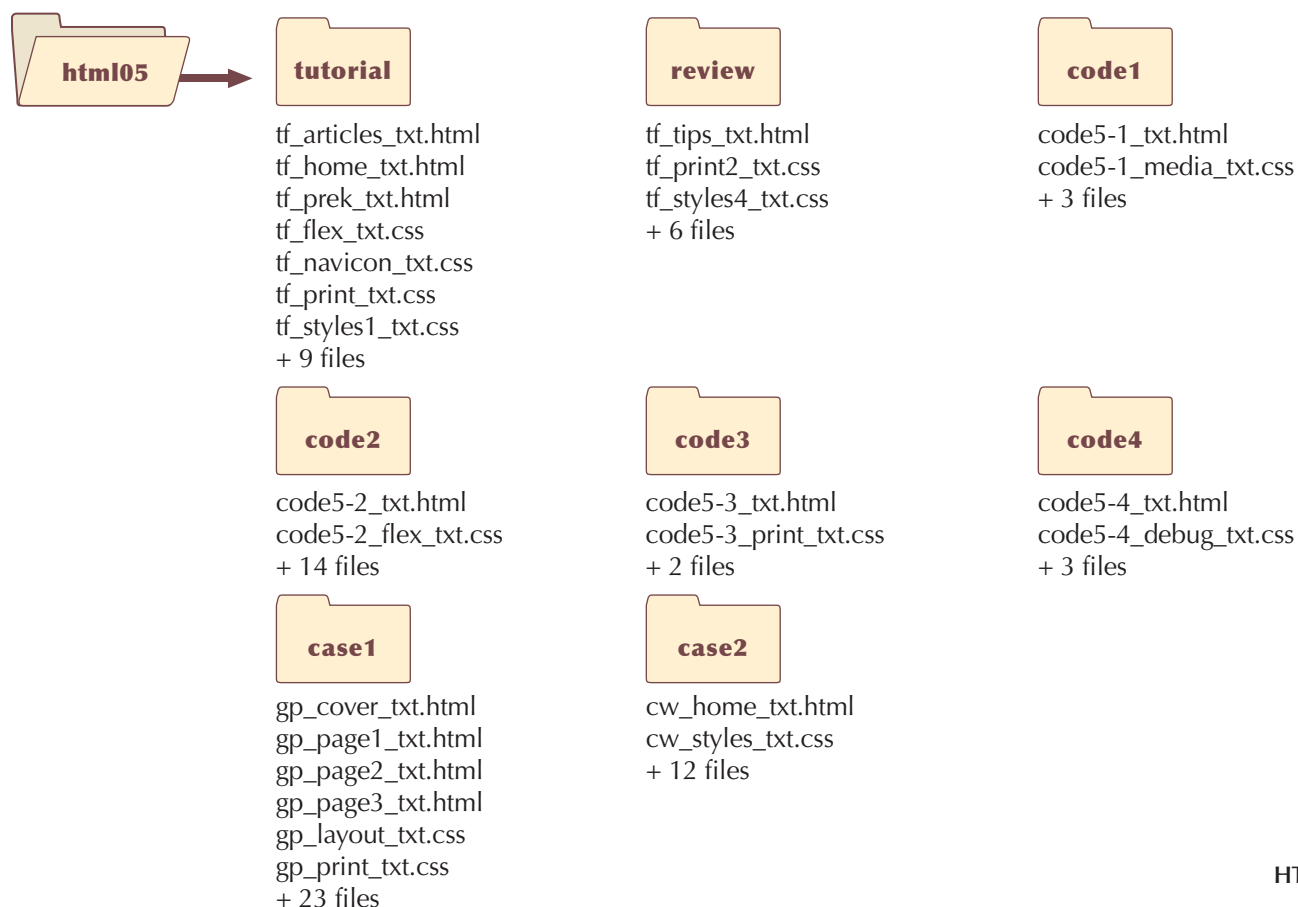 html05
tutorial
tf_articles_txt.html
tf_home_txt.html
tf_prek_txt.html
tf_flex_txt.css
tf_navicon_txt.css
tf_print_txt.css
tf_styles1_txt.css
+ 9 files
review
tf_tips_txt.html
tf_print2_txt.css
tf_styles4_txt.css
+ 6 files
code1
code5-1_txt.html
code5-1_media_txt.css
+ 3 files
code2
code5-2_txt.html
code5-2_flex_txt.css
+ 14 files
code3
code5-3_txt.html
code5-3_print_txt.css
+ 2 files
code4
code5-4_txt.html
code5-4_debug_txt.css
+ 3 files
case1
gp_cover_txt.html
gp_page1_txt.html
gp_page2_txt.html
gp_page3_txt.html
gp_layout_txt.css
gp_print_txt.css
+ 23 files
case2
cw_home_txt.html
cw_styles_txt.css
+ 12 files